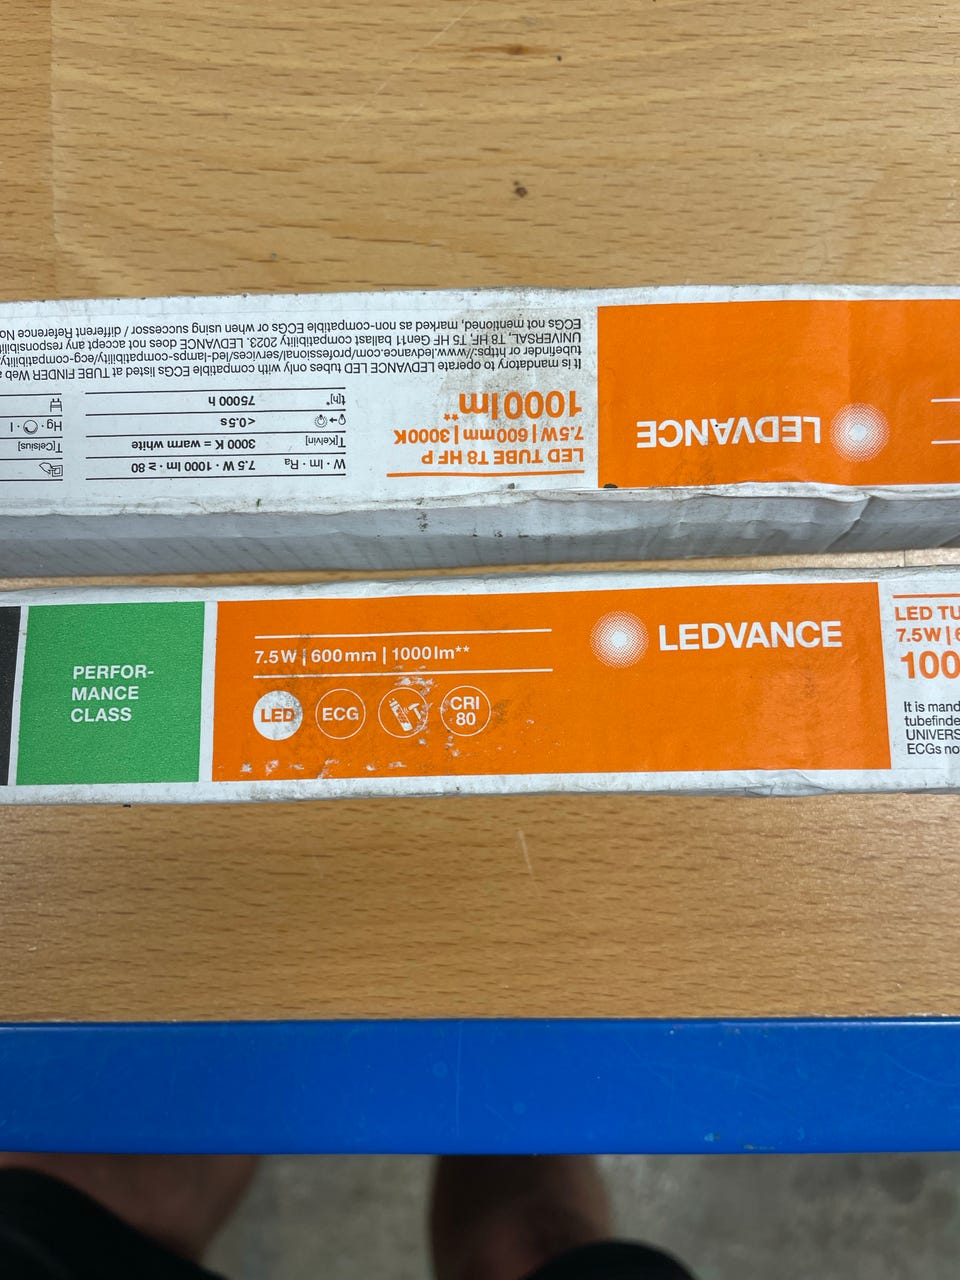 LED TUBE T8 HF P
7.5W | 600mm | 3000K
1000lm**
It is mandatory to operate LEDVANCE LED tubes only with compatible ECGs listed at TUBE FINDER Web
tubefinder or https://www.ledvance.com/professional/services/led-lamps-compatibility/ecg-compatibility
UNIVERSAL, T8 HF, T5 HF Gen11 ballast compatibility 2023. LEDVANCE does not accept any
ECGs not mentioned, marked as non-compatible ECGs or when using successor / different Reference No
W · lm · Ra 7.5 W · 1000 lm · ≥ 80
T[Kelvin] 3000 K = warm white
<0.5s
t[h]* 75000 h
T[Celsius]
Hg
LEDVANCE
PERFOR-
MANCE
CLASS
7.5W | 600mm | 1000lm**
LED ECG CRI
80
LEDVANCE
LED TU
7.5W | 6
100
It is mand
tubefinde
UNIVERS
ECGs no